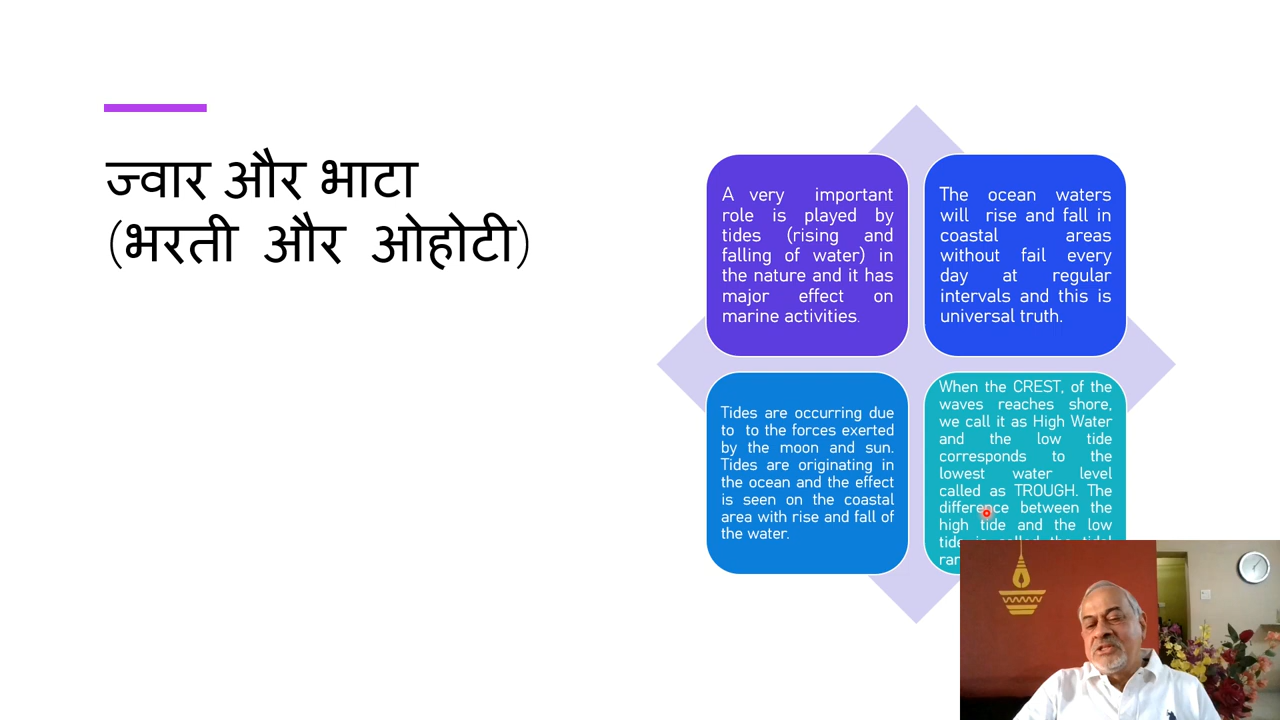 ज्वार और भाटा
(भरती और ओहोटी)
A very important
role is played by
tides (rising and
falling of water) in
the nature and it has
major effect on
marine activities.
The ocean waters
will rise and fall in
coastal areas
without fail every
day at regular
intervals and this is
universal truth.
Tides are occurring due
to to the forces exerted
by the moon and sun.
Tides are originating in
the ocean and the effect
is seen on the coastal
area with rise and fall of
the water.
When the CREST, of the
waves reaches shore,
we call it as High Water
and the low tide
corresponds to the
lowest water level
called as TROUGH. The
difference between the
high tide and the low